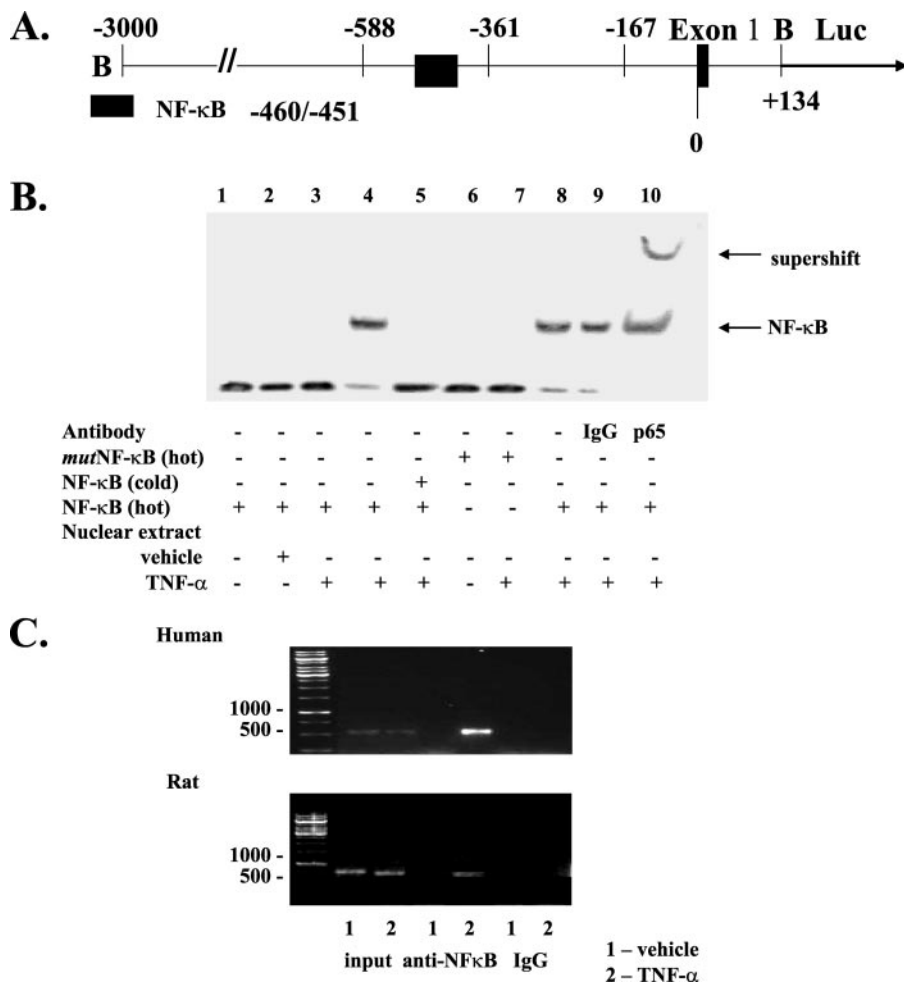 A.
-3000 -588 -361 -167 Exon 1 B Luc
B //
NF-κB -460/-451 +134
0
B.
1 2 3 4 5 6 7 8 9 10
supershift
NF-κB
Antibody - - - - - - - - IgG p65
mutNF-κB (hot) - - - - - + + - - -
NF-κB (cold) - - - - + - - - - -
NF-κB (hot) + + + + + - - + + +
Nuclear extract
vehicle - + - - - - - - - -
TNF-α - - + + + - + + + +
C.
Human
1000 -
500 -
Rat
1000 -
500 -
1 2 1 2 1 2
input anti-NFκB IgG
1 – vehicle
2 – TNF-α